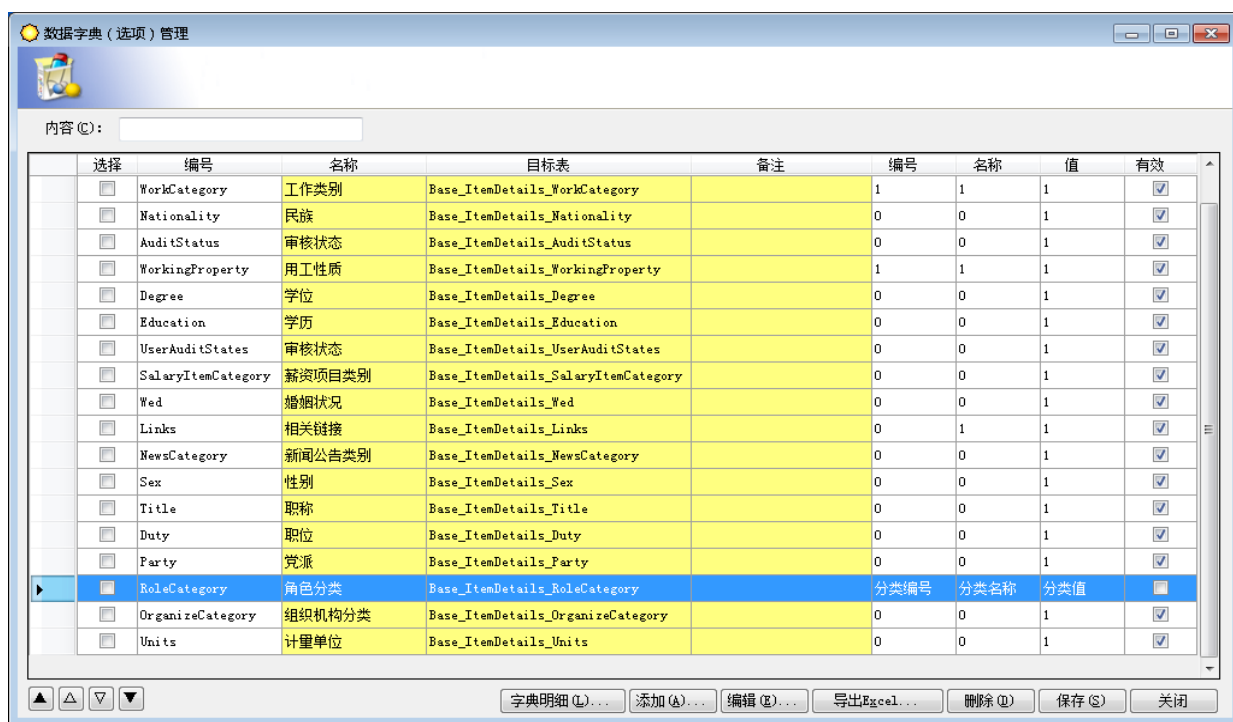 数据字典（选项）管理
内容(C)：
选择 编号 名称 目标表 备注 编号 名称 值 有效
WorkCategory 工作类别 Base_ItemDetails_WorkCategory 1 1 1
Nationality 民族 Base_ItemDetails_Nationality 0 0 1
AuditStatus 审核状态 Base_ItemDetails_AuditStatus 0 0 1
WorkingProperty 用工性质 Base_ItemDetails_WorkingProperty 1 1 1
Degree 学位 Base_ItemDetails_Degree 0 0 1
Education 学历 Base_ItemDetails_Education 0 0 1
UserAuditStates 审核状态 Base_ItemDetails_UserAuditStates 0 0 1
SalaryItemCategory 薪资项目类别 Base_ItemDetails_SalaryItemCategory 0 0 1
Wed 婚姻状况 Base_ItemDetails_Wed 0 0 1
Links 相关链接 Base_ItemDetails_Links 0 1 1
NewsCategory 新闻公告类别 Base_ItemDetails_NewsCategory 0 0 1
Sex 性别 Base_ItemDetails_Sex 0 0 1
Title 职称 Base_ItemDetails_Title 0 0 1
Duty 职位 Base_ItemDetails_Duty 0 0 1
Party 党派 Base_ItemDetails_Party 0 0 1
RoleCategory 角色分类 Base_ItemDetails_RoleCategory 分类编号 分类名称 分类值
OrganizeCategory 组织机构分类 Base_ItemDetails_OrganizeCategory 0 0 1
Units 计量单位 Base_ItemDetails_Units 0 0 1
字典明细(L)... 添加(A)... 编辑(E)... 导出Excel... 删除(D) 保存(S) 关闭